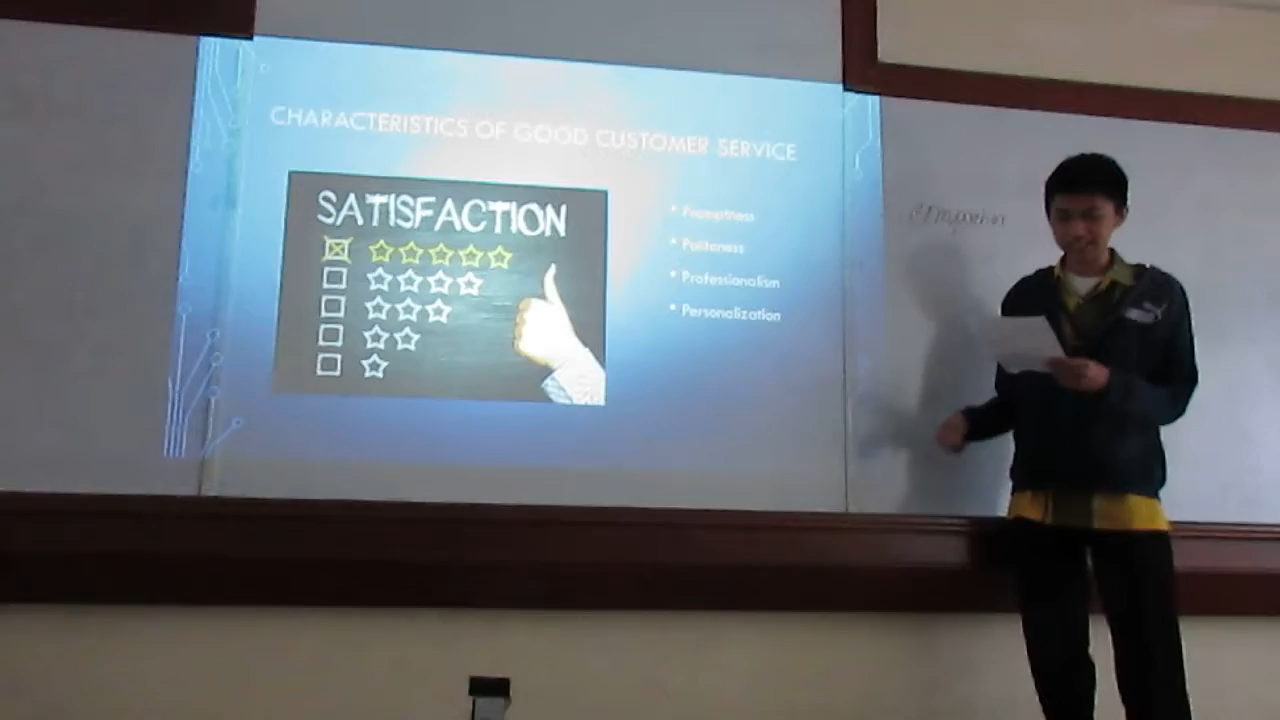 CHARACTERISTICS OF GOOD CUSTOMER SERVICE
SATISFACTION
• Promptness
• Politeness
• Professionalism
• Personalization